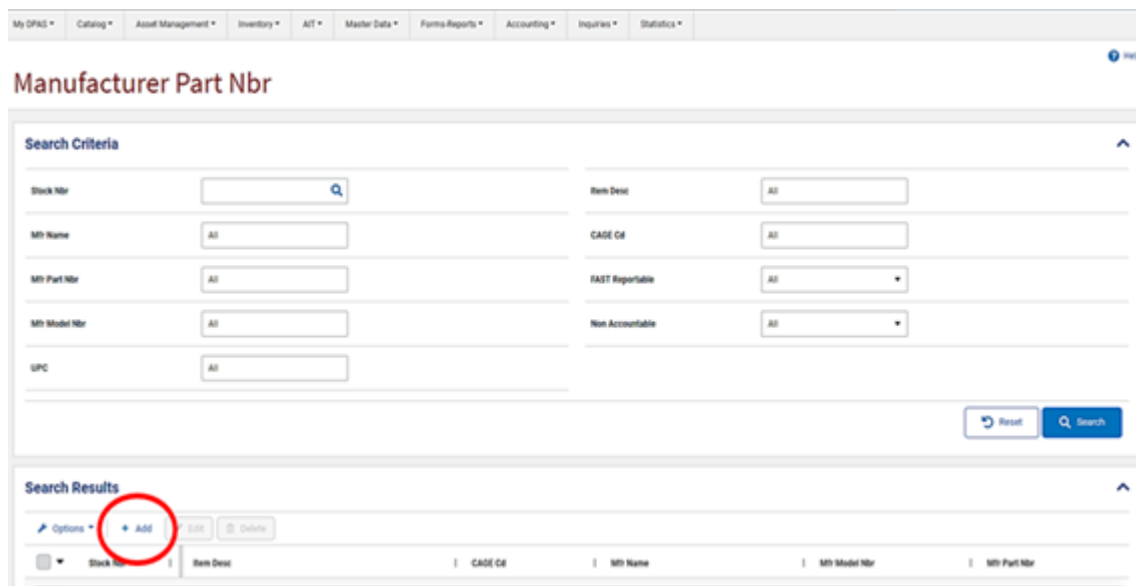 My DPAS Catalog Asset Management Inventory AIT Master Data Forms-Reports Accounting Inquiries Statistics
Manufacturer Part Nbr
Search Criteria
Stock Nbr
Item Desc All
Mfr Name All
CAGE Cd All
Mfr Part Nbr All
FAST Reportable All
Mfr Model Nbr All
Non Accountable All
UPC All
Reset Search
Search Results
Options + Add Edit Delete
Stock Item Desc CAGE Cd Mfr Name Mfr Model Nbr Mfr Part Nbr